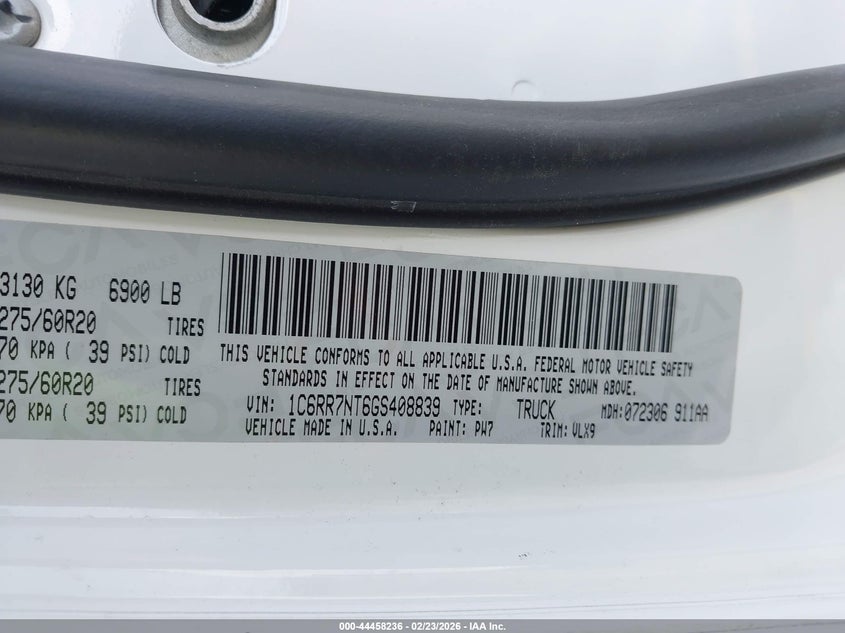 3130 KG 6900 LB
275/60R20 TIRES
70 KPA ( 39 PSI) COLD
275/60R20 TIRES
70 KPA ( 39 PSI) COLD
THIS VEHICLE CONFORMS TO ALL APPLICABLE U.S.A. FEDERAL MOTOR VEHICLE SAFETY
STANDARDS IN EFFECT ON THE DATE OF MANUFACTURE SHOWN ABOVE.
VIN: 1C6RR7NT6GS408839 TYPE: TRUCK MDH:072306 911AA
VEHICLE MADE IN U.S.A. PAINT: PW7 TRIM: VLX9
000-44458236 - 02/23/2026 - IAA Inc.